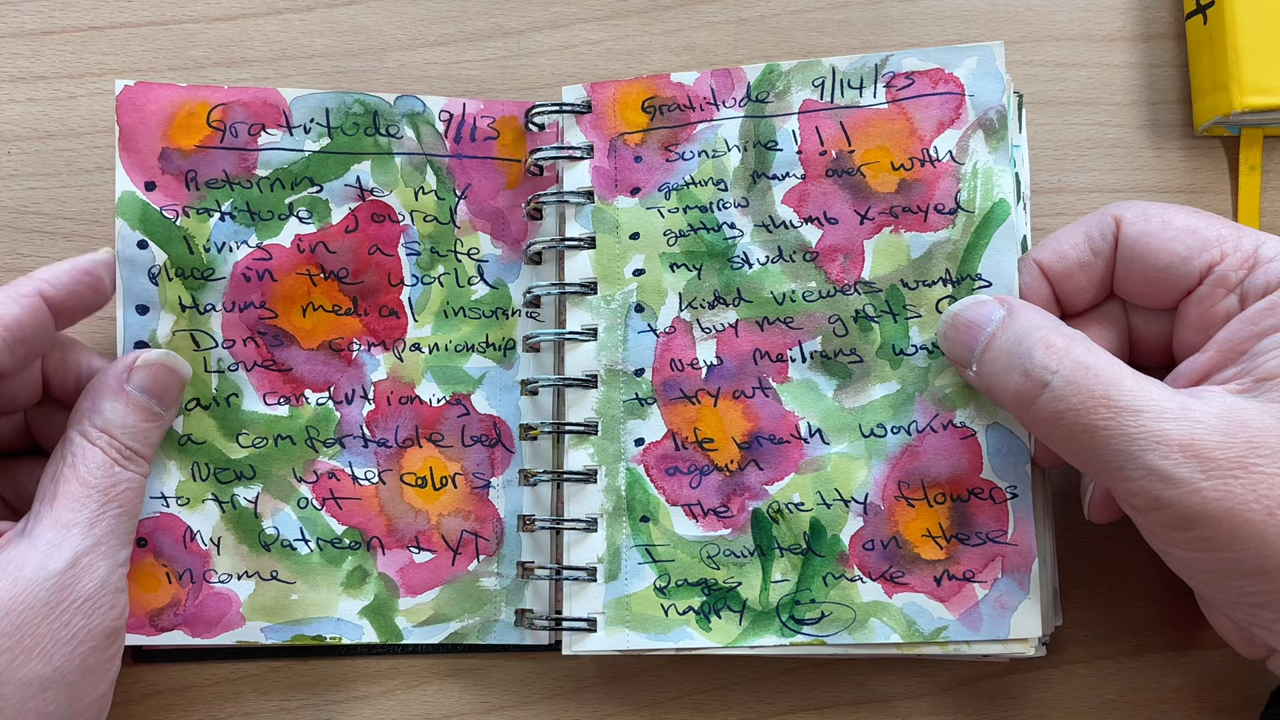 Gratitude 9/13
• Returning to my
gratitude joural
• living in a safe
place in the world
• Having medical insurance
• Don's companionship
Love
air condutioning
a comfortable bed
New watercolors
to try out
• My Patreon & YT
income
Gratitude 9/14/23
• Sunshine!!!
• getting mama over with
Tomorrow
• getting thumb x-rayed
• my studio
• Kind viewers wanting
to buy me gifts
• New Meiliang
to try out
• life breath working
again
• The pretty flowers
I painted on these
pages - make me
happy